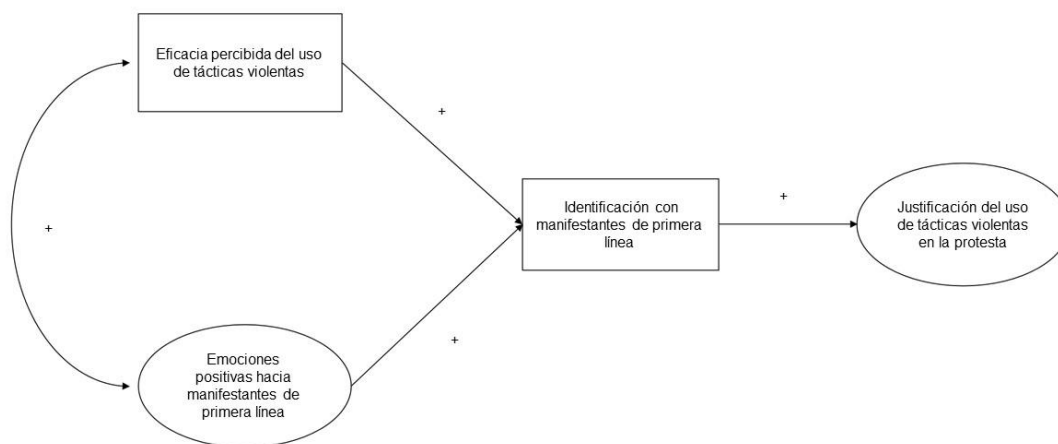 Eficacia percibida del uso
de tácticas violentas
+
+
Identificación con
manifestantes de primera
línea
+
Justificación del uso
de tácticas violentas
en la protesta
+
+
Emociones
positivas hacia
manifestantes de
primera línea